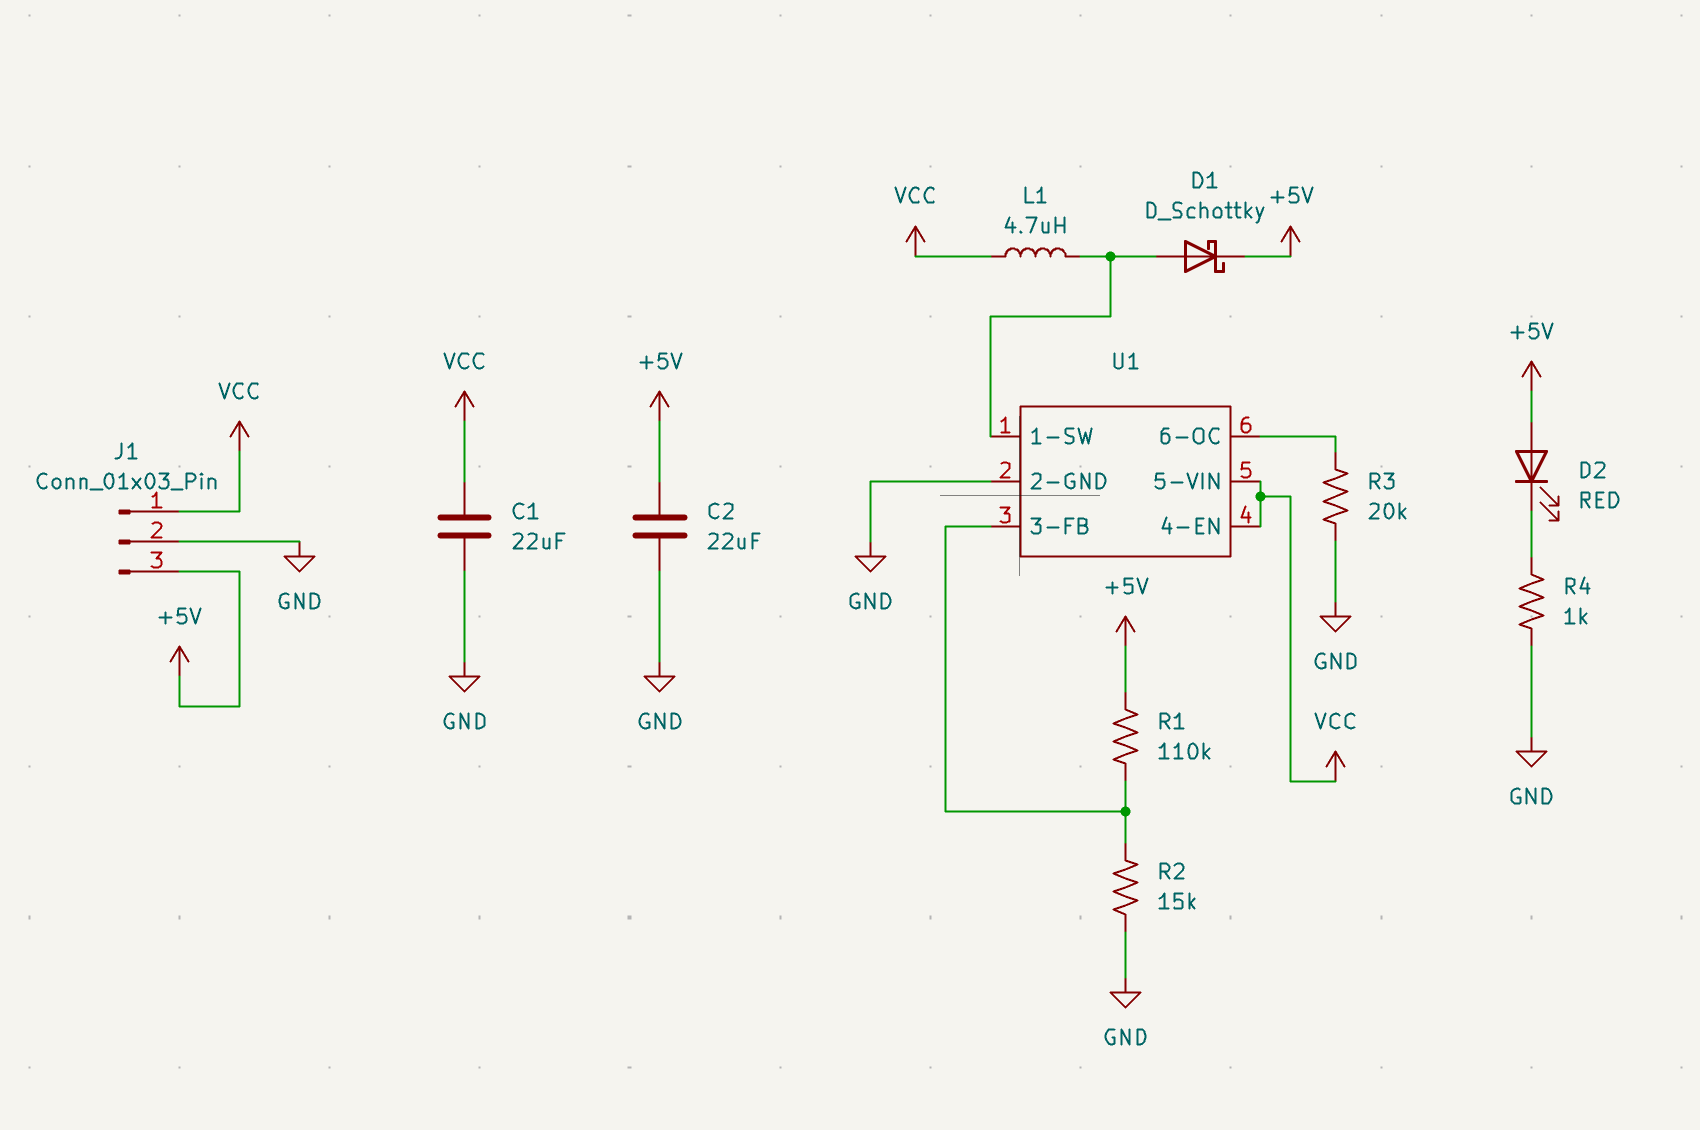 J1
Conn_01x03_Pin
1
2
3
VCC
GND
+5V
VCC
C1
22uF
GND
+5V
C2
22uF
GND
VCC
L1
4.7uH
D1
D_Schottky
+5V
U1
1
2
3
1-SW
2-GND
3-FB
6-OC
5-VIN
4-EN
6
5
4
GND
R3
20k
GND
VCC
+5V
R1
110k
R2
15k
GND
+5V
D2
RED
R4
1k
GND